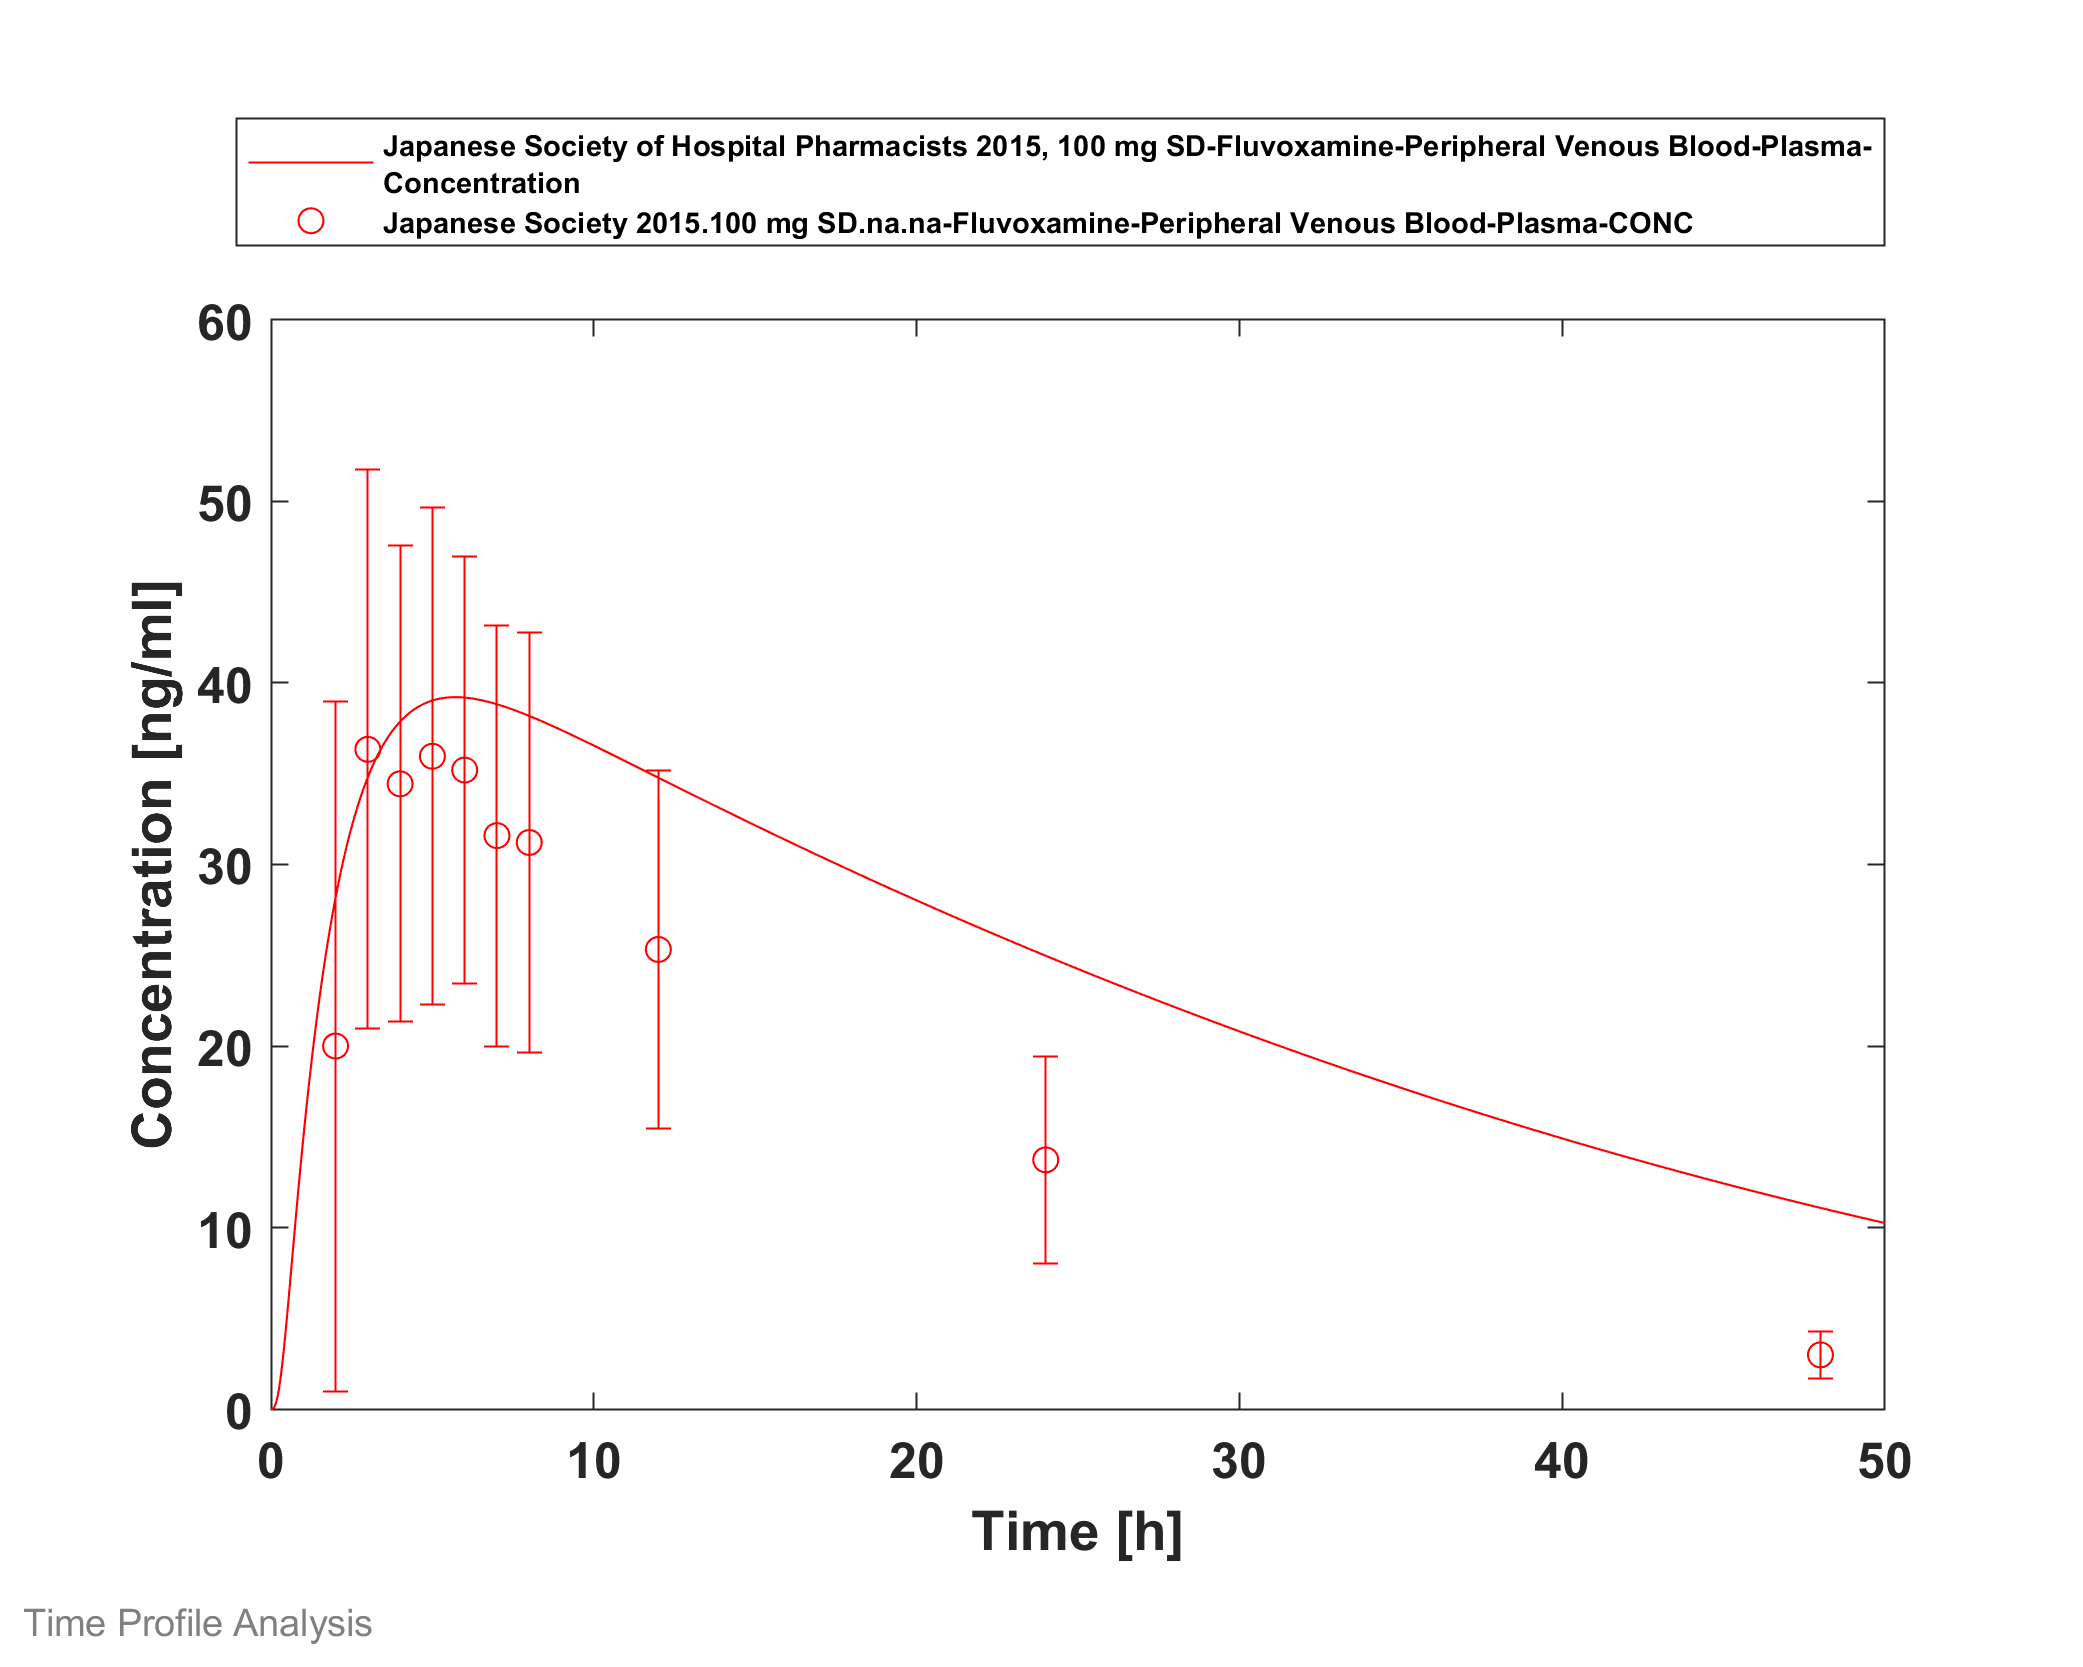 Japanese Society of Hospital Pharmacists 2015, 100 mg SD-Fluvoxamine-Peripheral Venous Blood-Plasma-
Concentration
Japanese Society 2015.100 mg SD.na.na-Fluvoxamine-Peripheral Venous Blood-Plasma-CONC
60
50
40
30
20
10
0
Concentration [ng/ml]
0 10 20 30 40 50
Time [h]
Time Profile Analysis